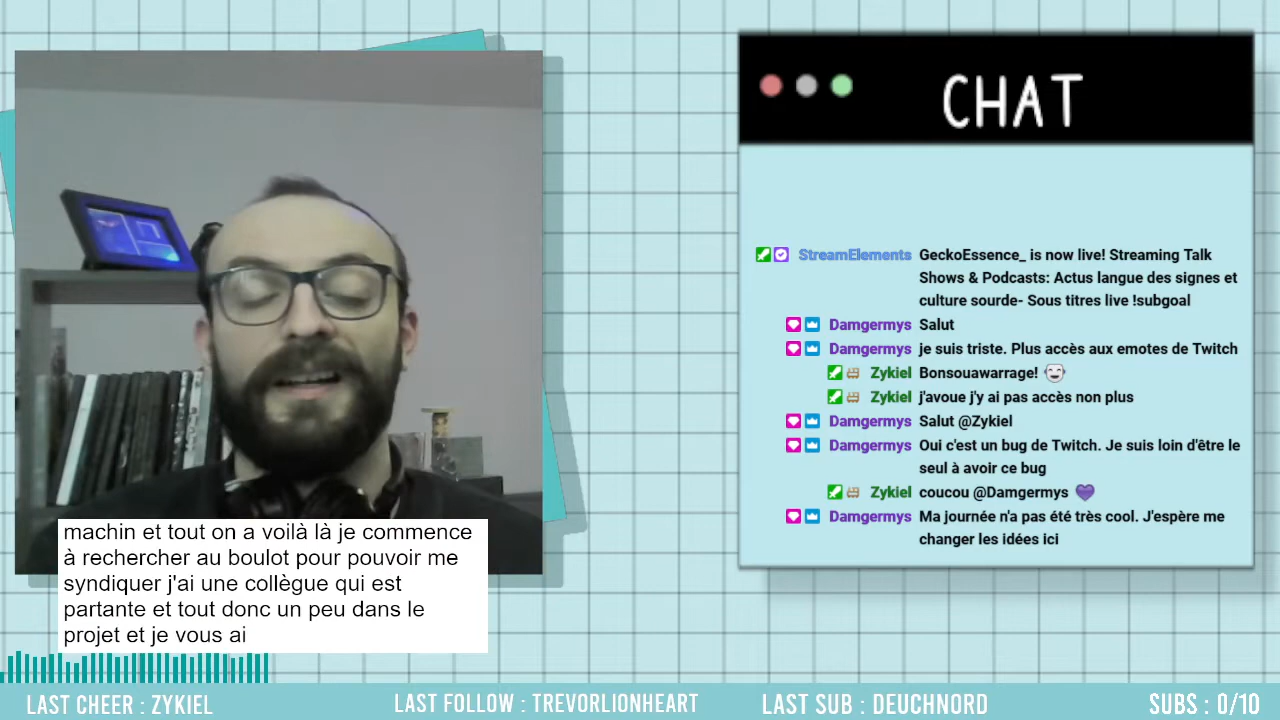 CHAT
StreamElements GeckoEssence_ is now live! Streaming Talk
Shows & Podcasts: Actus langue des signes et
culture sourde- Sous titres live !subgoal
Damgermys Salut
Damgermys je suis triste. Plus accès aux emotes de Twitch
Zykiel Bonsouawarrage!
Zykiel j'avoue j'y ai pas accès non plus
Damgermys Salut @Zykiel
Damgermys Oui c'est un bug de Twitch. Je suis loin d'être le
seul à avoir ce bug
Zykiel coucou @Damgermys
Damgermys Ma journée n'a pas été très cool. J'espère me
changer les idées ici
machin et tout on a voilà là je commence
à rechercher au boulot pour pouvoir me
syndiquer j'ai une collègue qui est
partante et tout donc un peu dans le
projet et je vous ai
LAST CHEER : ZYKIEL
LAST FOLLOW : TREVORLIONHEART
LAST SUB : DEUCHNORD
SUBS : 0/10